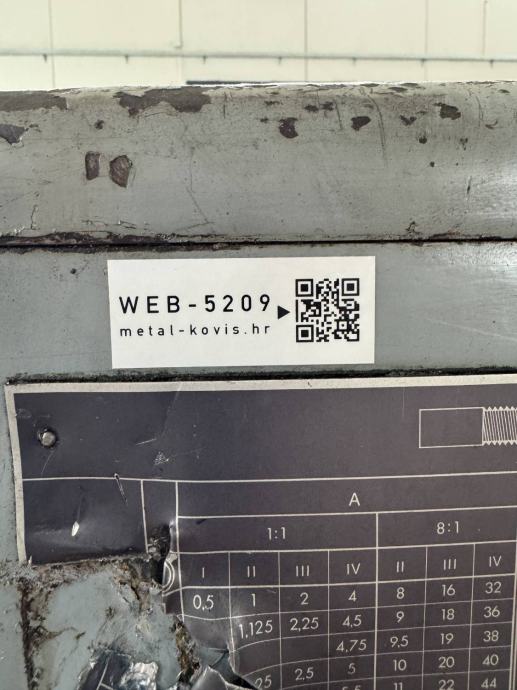 WEB-5209
metal-kovis.hr
A
1:1 8:1
I II III IV II III IV
0,5 1 2 4 8 16 32
1,125 2,25 4,5 9 18 36
4,75 9,5 19 38
2,5 5 10 20 40
11 22 44